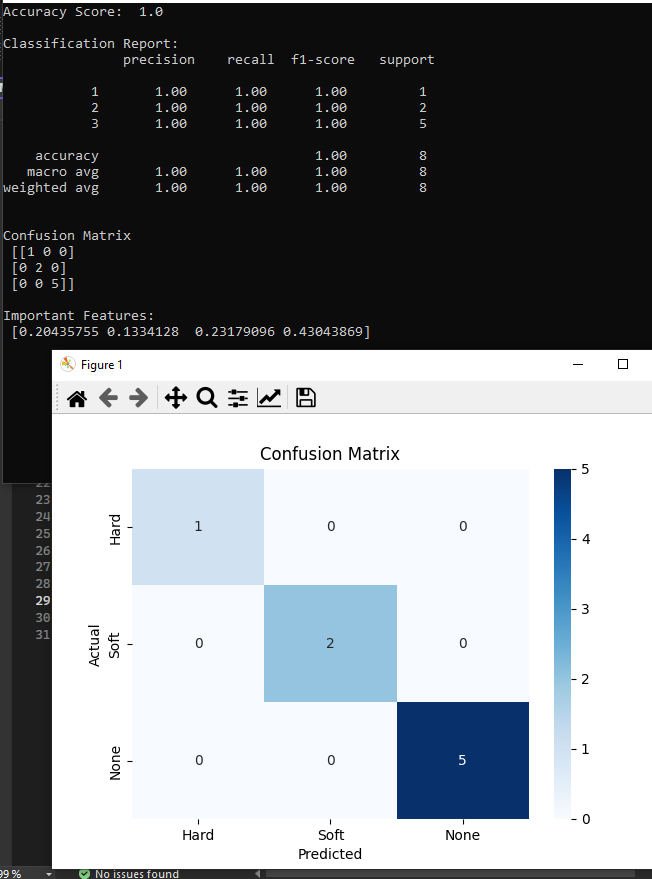 Accuracy Score:  1.0
Classification Report:
precision    recall  f1-score   support
1       1.00      1.00      1.00         1
2       1.00      1.00      1.00         2
3       1.00      1.00      1.00         5
accuracy                           1.00         8
macro avg       1.00      1.00      1.00         8
weighted avg       1.00      1.00      1.00         8
Confusion Matrix
[[1 0 0]
[0 2 0]
[0 0 5]]
Important Features:
[0.20435755 0.1334128  0.23179096 0.43043869]
Figure 1
23
24
25
26
27
28
29
30
31
Confusion Matrix
Actual
Hard
Soft
None
1 0 0
0 2 0
0 0 5
Hard Soft None
Predicted
5
4
3
2
1
0
No issues found